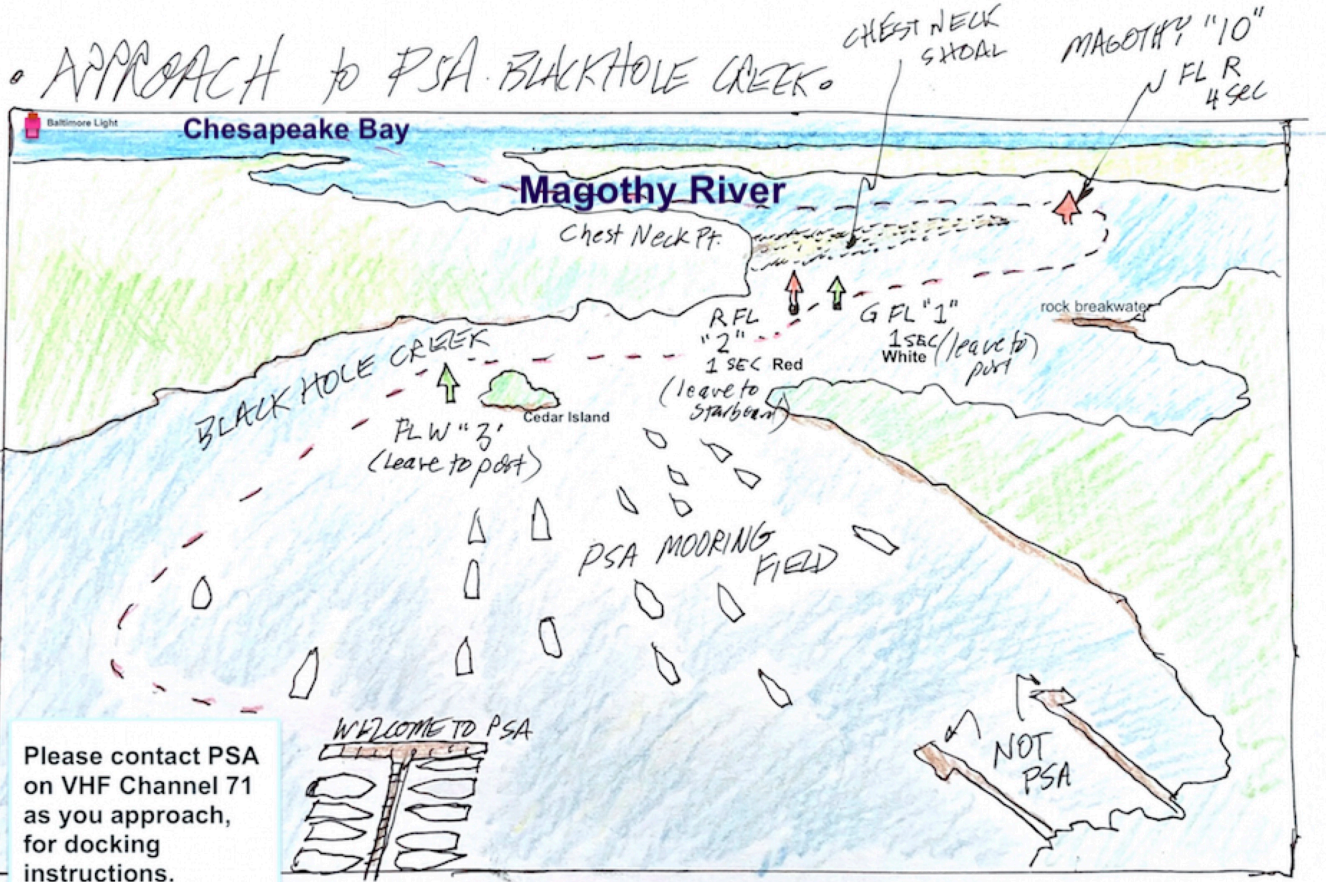 • APPROACH to PSA. BLACKHOLE CREEK.
CHEST NECK
SHOAL
MAGOTHY "10"
FL R
4 SEC
Baltimore Light
Chesapeake Bay
Magothy River
Chest Neck Pt.
R FL
"2"
1 SEC Red
(leave to
starboard)
G FL "1"
1 SEC
White (leave to)
port
rock breakwater
BLACKHOLE CREEK
Cedar Island
FL W "3"
(leave to port)
PSA MOORING
FIELD
WELCOME TO PSA
NOT
PSA
Please contact PSA
on VHF Channel 71
as you approach,
for docking
instructions.